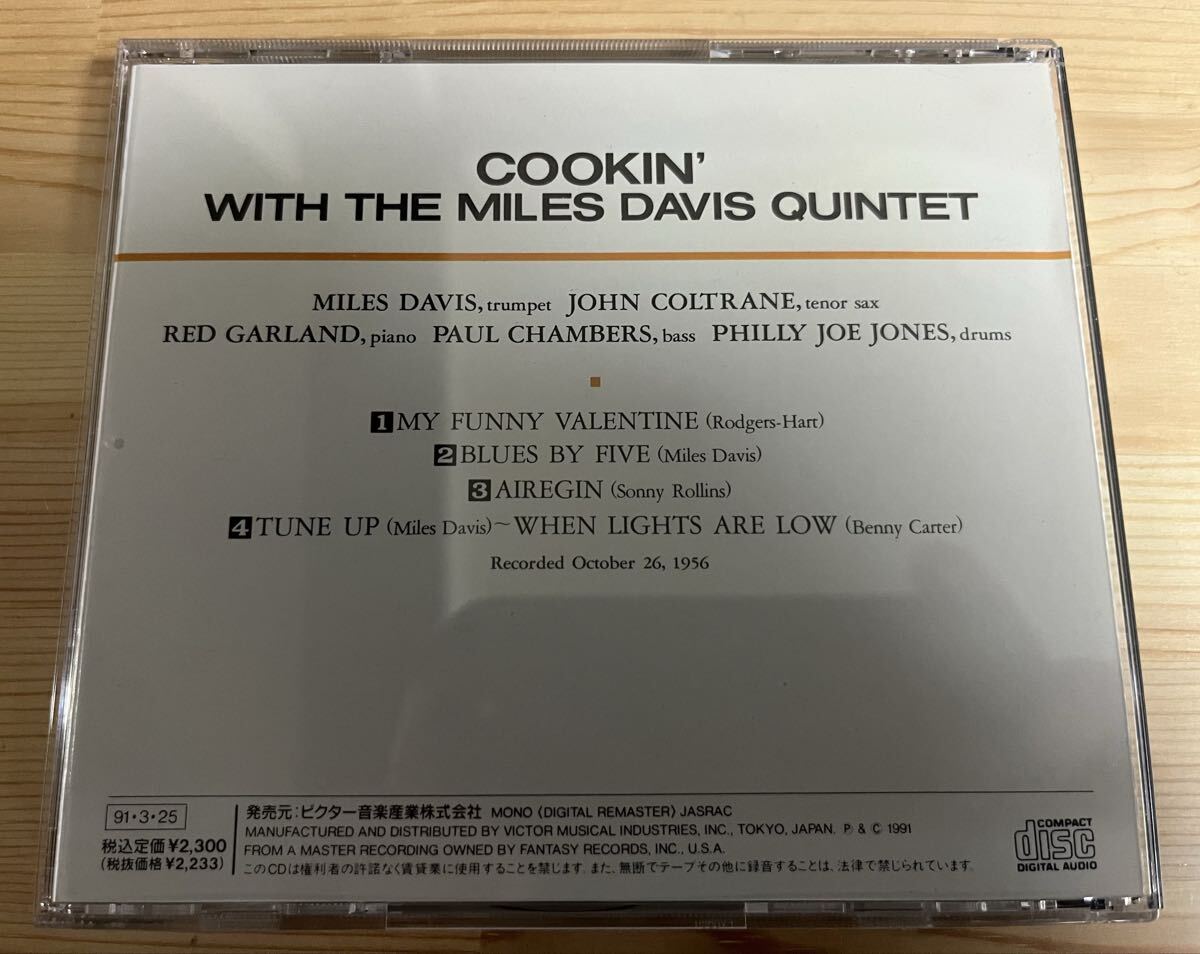 COOKIN'
WITH THE MILES DAVIS QUINTET
MILES DAVIS, trumpet JOHN COLTRANE, tenor sax
RED GARLAND, piano PAUL CHAMBERS, bass PHILLY JOE JONES, drums
1 MY FUNNY VALENTINE (Rodgers-Hart)
2 BLUES BY FIVE (Miles Davis)
3 AIREGIN (Sonny Rollins)
4 TUNE UP (Miles Davis)~WHEN LIGHTS ARE LOW (Benny Carter)
Recorded October 26, 1956
91・3・25
税込定価¥2,300
(税抜価格¥2,233)
発売元：ビクター音楽産業株式会社 MONO 〈DIGITAL REMASTER〉 JASRAC
MANUFACTURED AND DISTRIBUTED BY VICTOR MUSICAL INDUSTRIES, INC., TOKYO, JAPAN. Ⓟ & © 1991
FROM A MASTER RECORDING OWNED BY FANTASY RECORDS, INC., U.S.A.
このCDは権利者の許諾なく賃貸業に使用することを禁じます。また、無断でテープその他に録音することは、法律で禁じられています。
COMPACT
disc
DIGITAL AUDIO